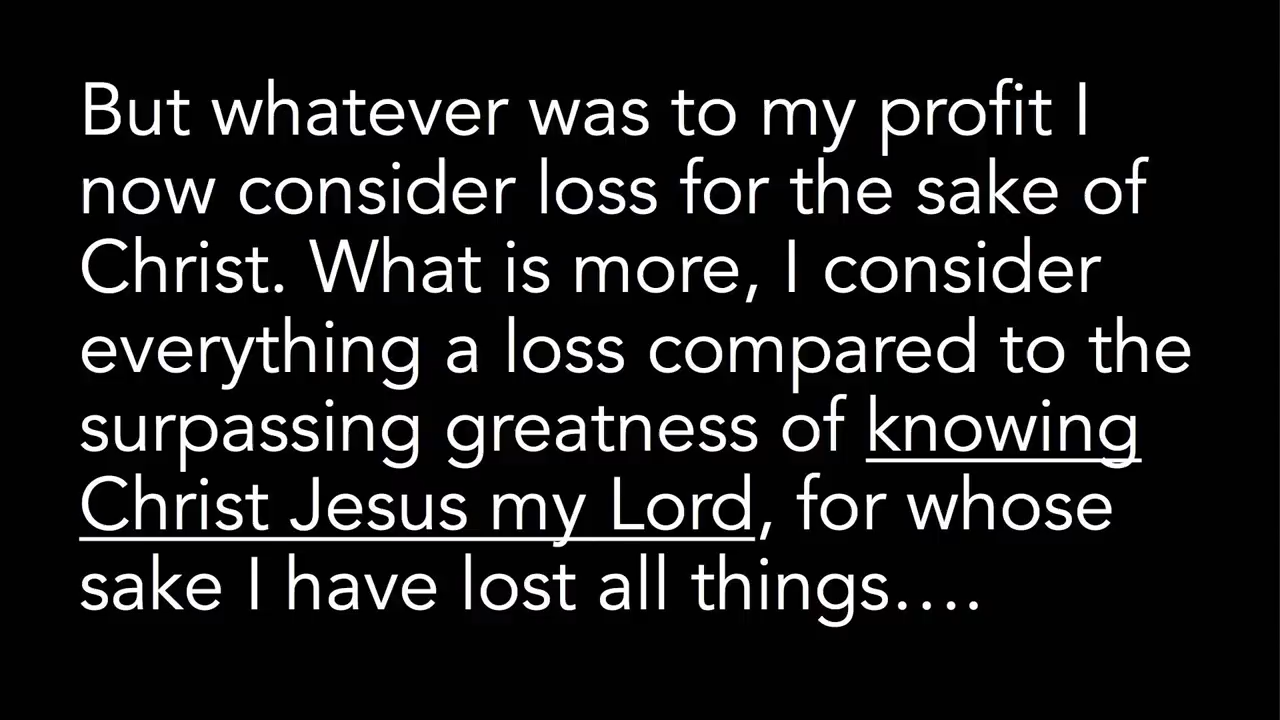 But whatever was to my profit I
now consider loss for the sake of
Christ. What is more, I consider
everything a loss compared to the
surpassing greatness of knowing
Christ Jesus my Lord, for whose
sake I have lost all things….